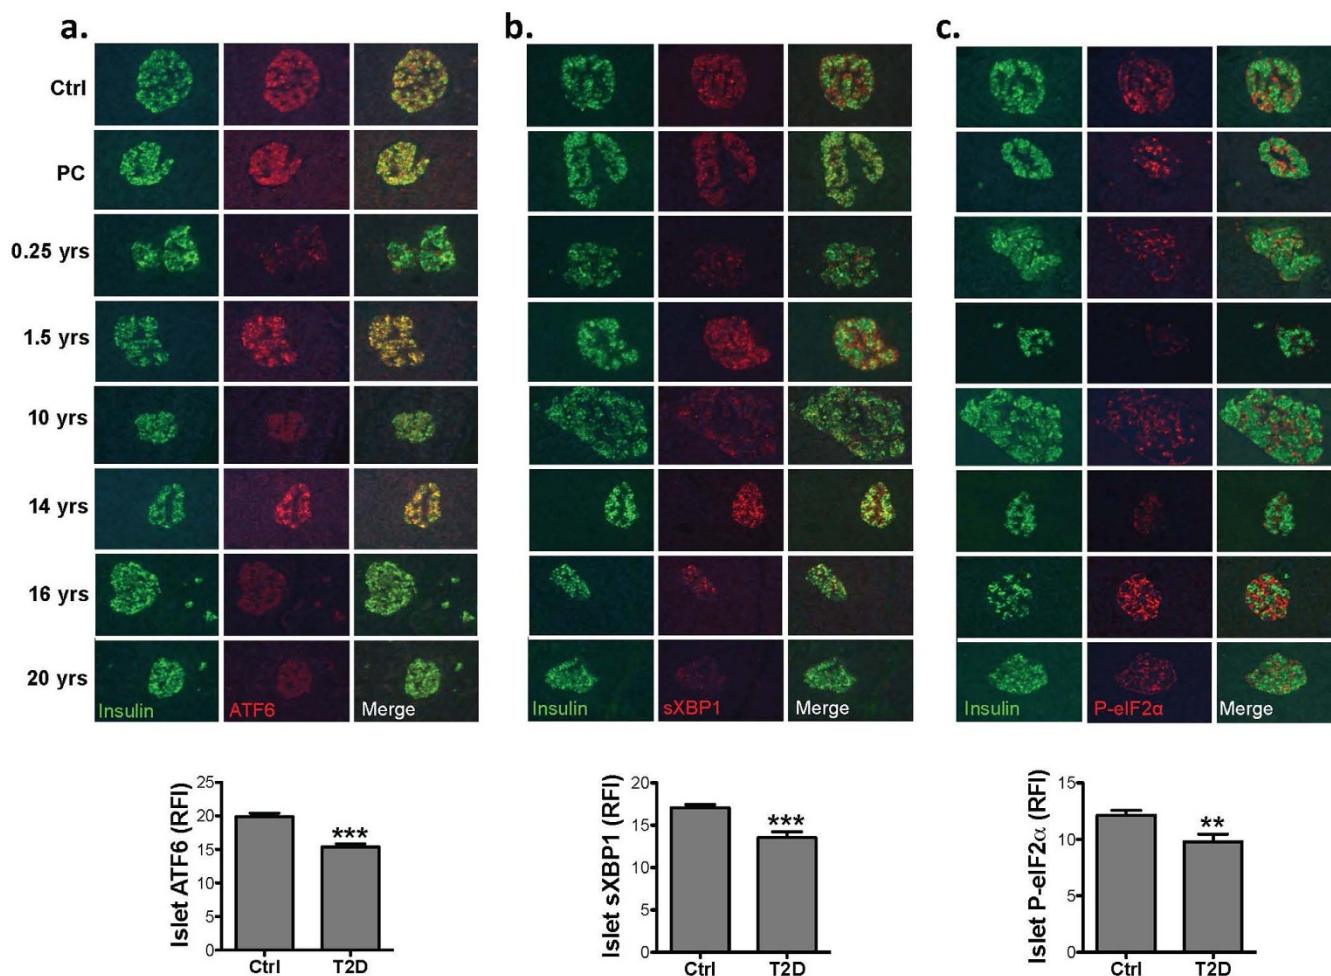 a.
b.
c.
Ctrl
PC
0.25 yrs
1.5 yrs
10 yrs
14 yrs
16 yrs
20 yrs
Insulin ATF6 Merge
Insulin sXBP1 Merge
Insulin P-eIF2α Merge
Islet ATF6 (RFI)
25
20
15
10
5
0
***
Ctrl T2D
Islet sXBP1 (RFI)
20
15
10
5
0
***
Ctrl T2D
Islet P-eIF2α (RFI)
15
10
5
0
**
Ctrl T2D